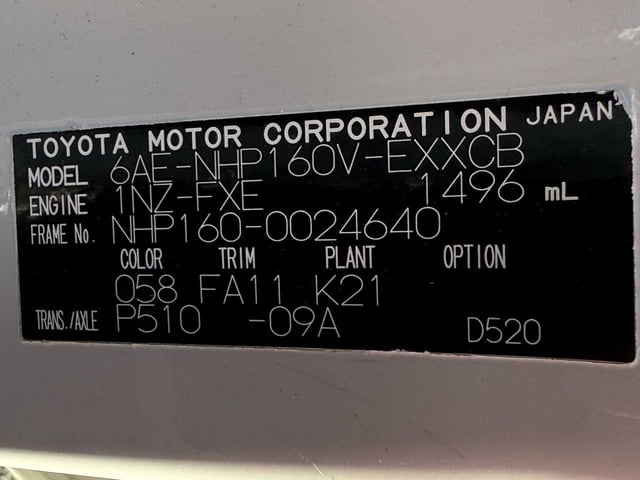 TOYOTA MOTOR CORPORATION JAPAN
MODEL 6AE-NHP160V-EXXCB
ENGINE 1NZ-FXE 1496 mL
FRAME No. NHP160-0024640
COLOR TRIM PLANT OPTION
058 FA11 K21
TRANS./AXLE P510 -09A D520